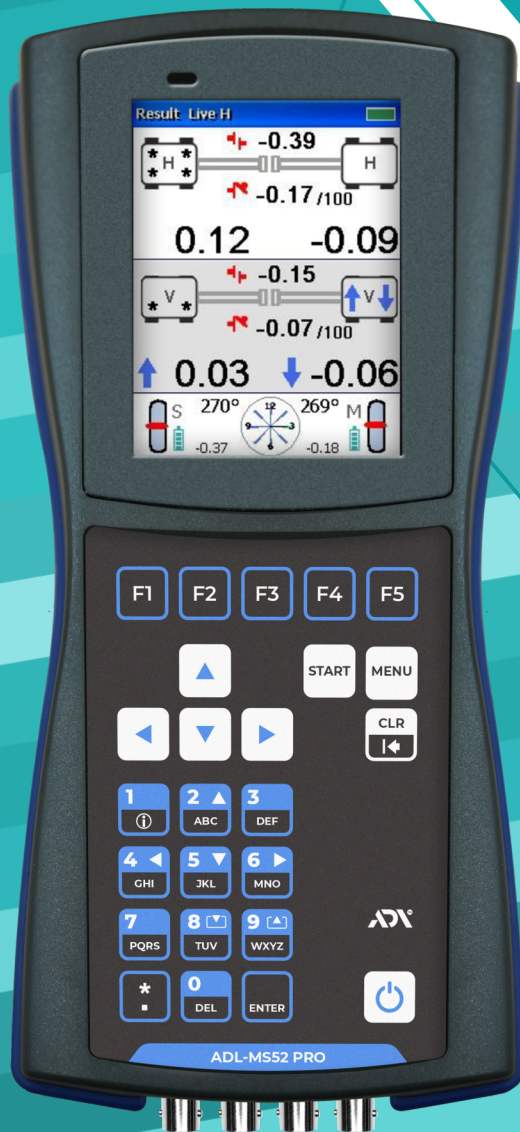 Result Live H
-0.39
H H
-0.17 /100
0.12 -0.09
-0.15
V V
-0.07 /100
0.03 -0.06
S 270° 12 269° M
9 3
6
-0.37 -0.18
F1 F2 F3 F4 F5
START MENU
CLR
1 2 3
ABC DEF
4 5 6
GHI JKL MNO
7 8 9
PQRS TUV WXYZ
* 0
. DEL ENTER
ADL-MS52 PRO